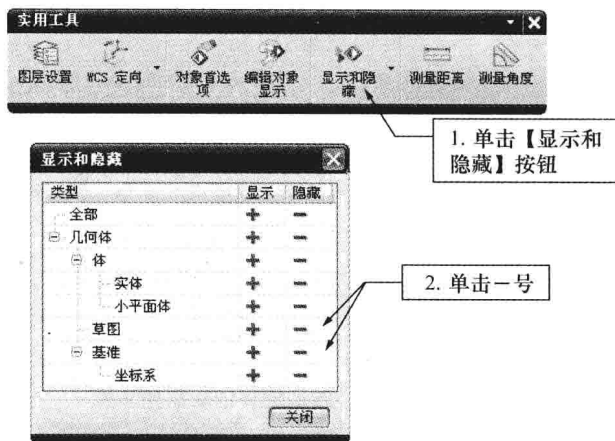 实用工具
图层设置 WCS 定向 对象首选项 编辑对象显示 显示和隐藏 测量距离 测量角度
1. 单击【显示和
隐藏】按钮
显示和隐藏
类型 显示 隐藏
全部
几何体
体
实体
小平面体
2. 单击－号
草图
基准
坐标系
关闭